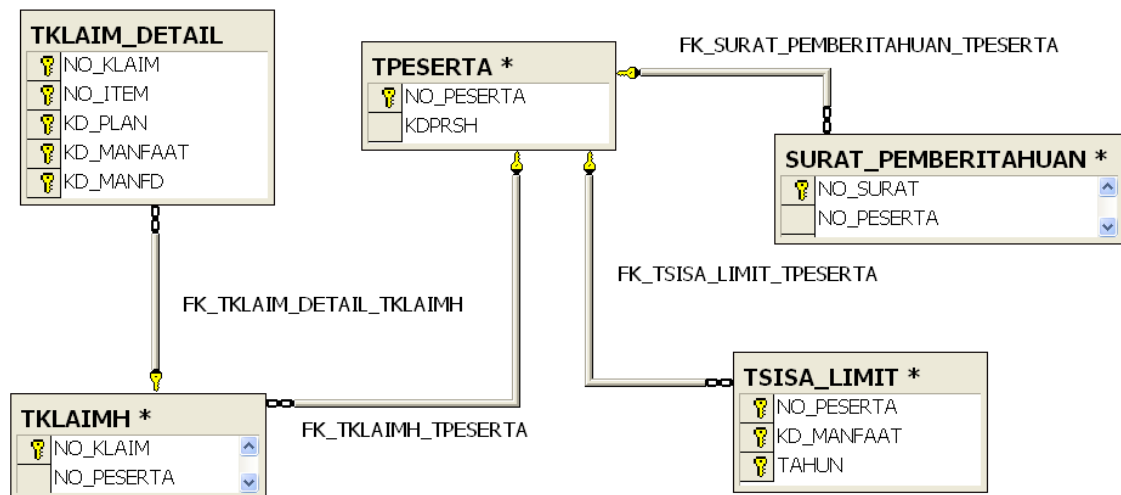 TKLAIM_DETAIL
NO_KLAIM
NO_ITEM
KD_PLAN
KD_MANFAAT
KD_MANFD
TPESERTA *
NO_PESERTA
KDPRSH
FK_SURAT_PEMBERITAHUAN_TPESERTA
SURAT_PEMBERITAHUAN *
NO_SURAT
NO_PESERTA
FK_TSISA_LIMIT_TPESERTA
FK_TKLAIM_DETAIL_TKLAIMH
TSISA_LIMIT *
NO_PESERTA
KD_MANFAAT
TAHUN
TKLAIMH *
NO_KLAIM
NO_PESERTA
FK_TKLAIMH_TPESERTA